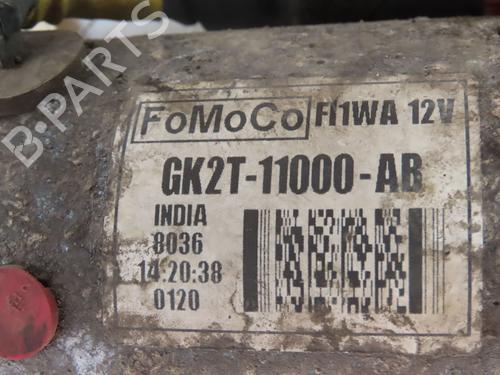 B-PARTS
FoMoCo FI1WA 12V
GK2T-11000-AB
INDIA
8036
14:20:38
0120